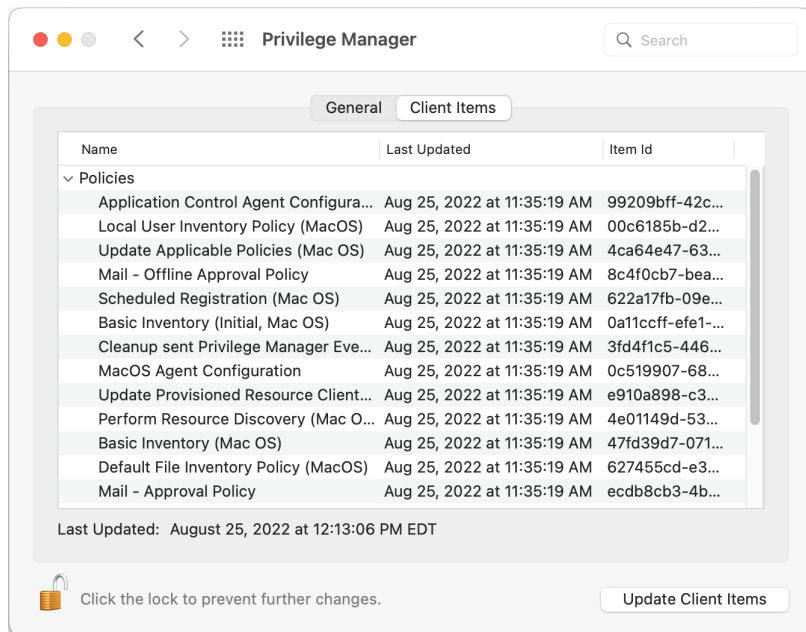 Privilege Manager
Search
General Client Items
Name Last Updated Item Id
Policies
Application Control Agent Configura... Aug 25, 2022 at 11:35:19 AM 99209bff-42c...
Local User Inventory Policy (MacOS) Aug 25, 2022 at 11:35:19 AM 00c6185b-d2...
Update Applicable Policies (Mac OS) Aug 25, 2022 at 11:35:19 AM 4ca64e47-63...
Mail - Offline Approval Policy Aug 25, 2022 at 11:35:19 AM 8c4f0cb7-bea...
Scheduled Registration (Mac OS) Aug 25, 2022 at 11:35:19 AM 622a17fb-09e...
Basic Inventory (Initial, Mac OS) Aug 25, 2022 at 11:35:19 AM 0a11ccff-efe1-...
Cleanup sent Privilege Manager Eve... Aug 25, 2022 at 11:35:19 AM 3fd4f1c5-446...
MacOS Agent Configuration Aug 25, 2022 at 11:35:19 AM 0c519907-68...
Update Provisioned Resource Client... Aug 25, 2022 at 11:35:19 AM e910a898-c3...
Perform Resource Discovery (Mac O... Aug 25, 2022 at 11:35:19 AM 4e01149d-53...
Basic Inventory (Mac OS) Aug 25, 2022 at 11:35:19 AM 47fd39d7-071...
Default File Inventory Policy (MacOS) Aug 25, 2022 at 11:35:19 AM 627455cd-e3...
Mail - Approval Policy Aug 25, 2022 at 11:35:19 AM ecdb8cb3-4b...
Last Updated: August 25, 2022 at 12:13:06 PM EDT
Click the lock to prevent further changes.
Update Client Items